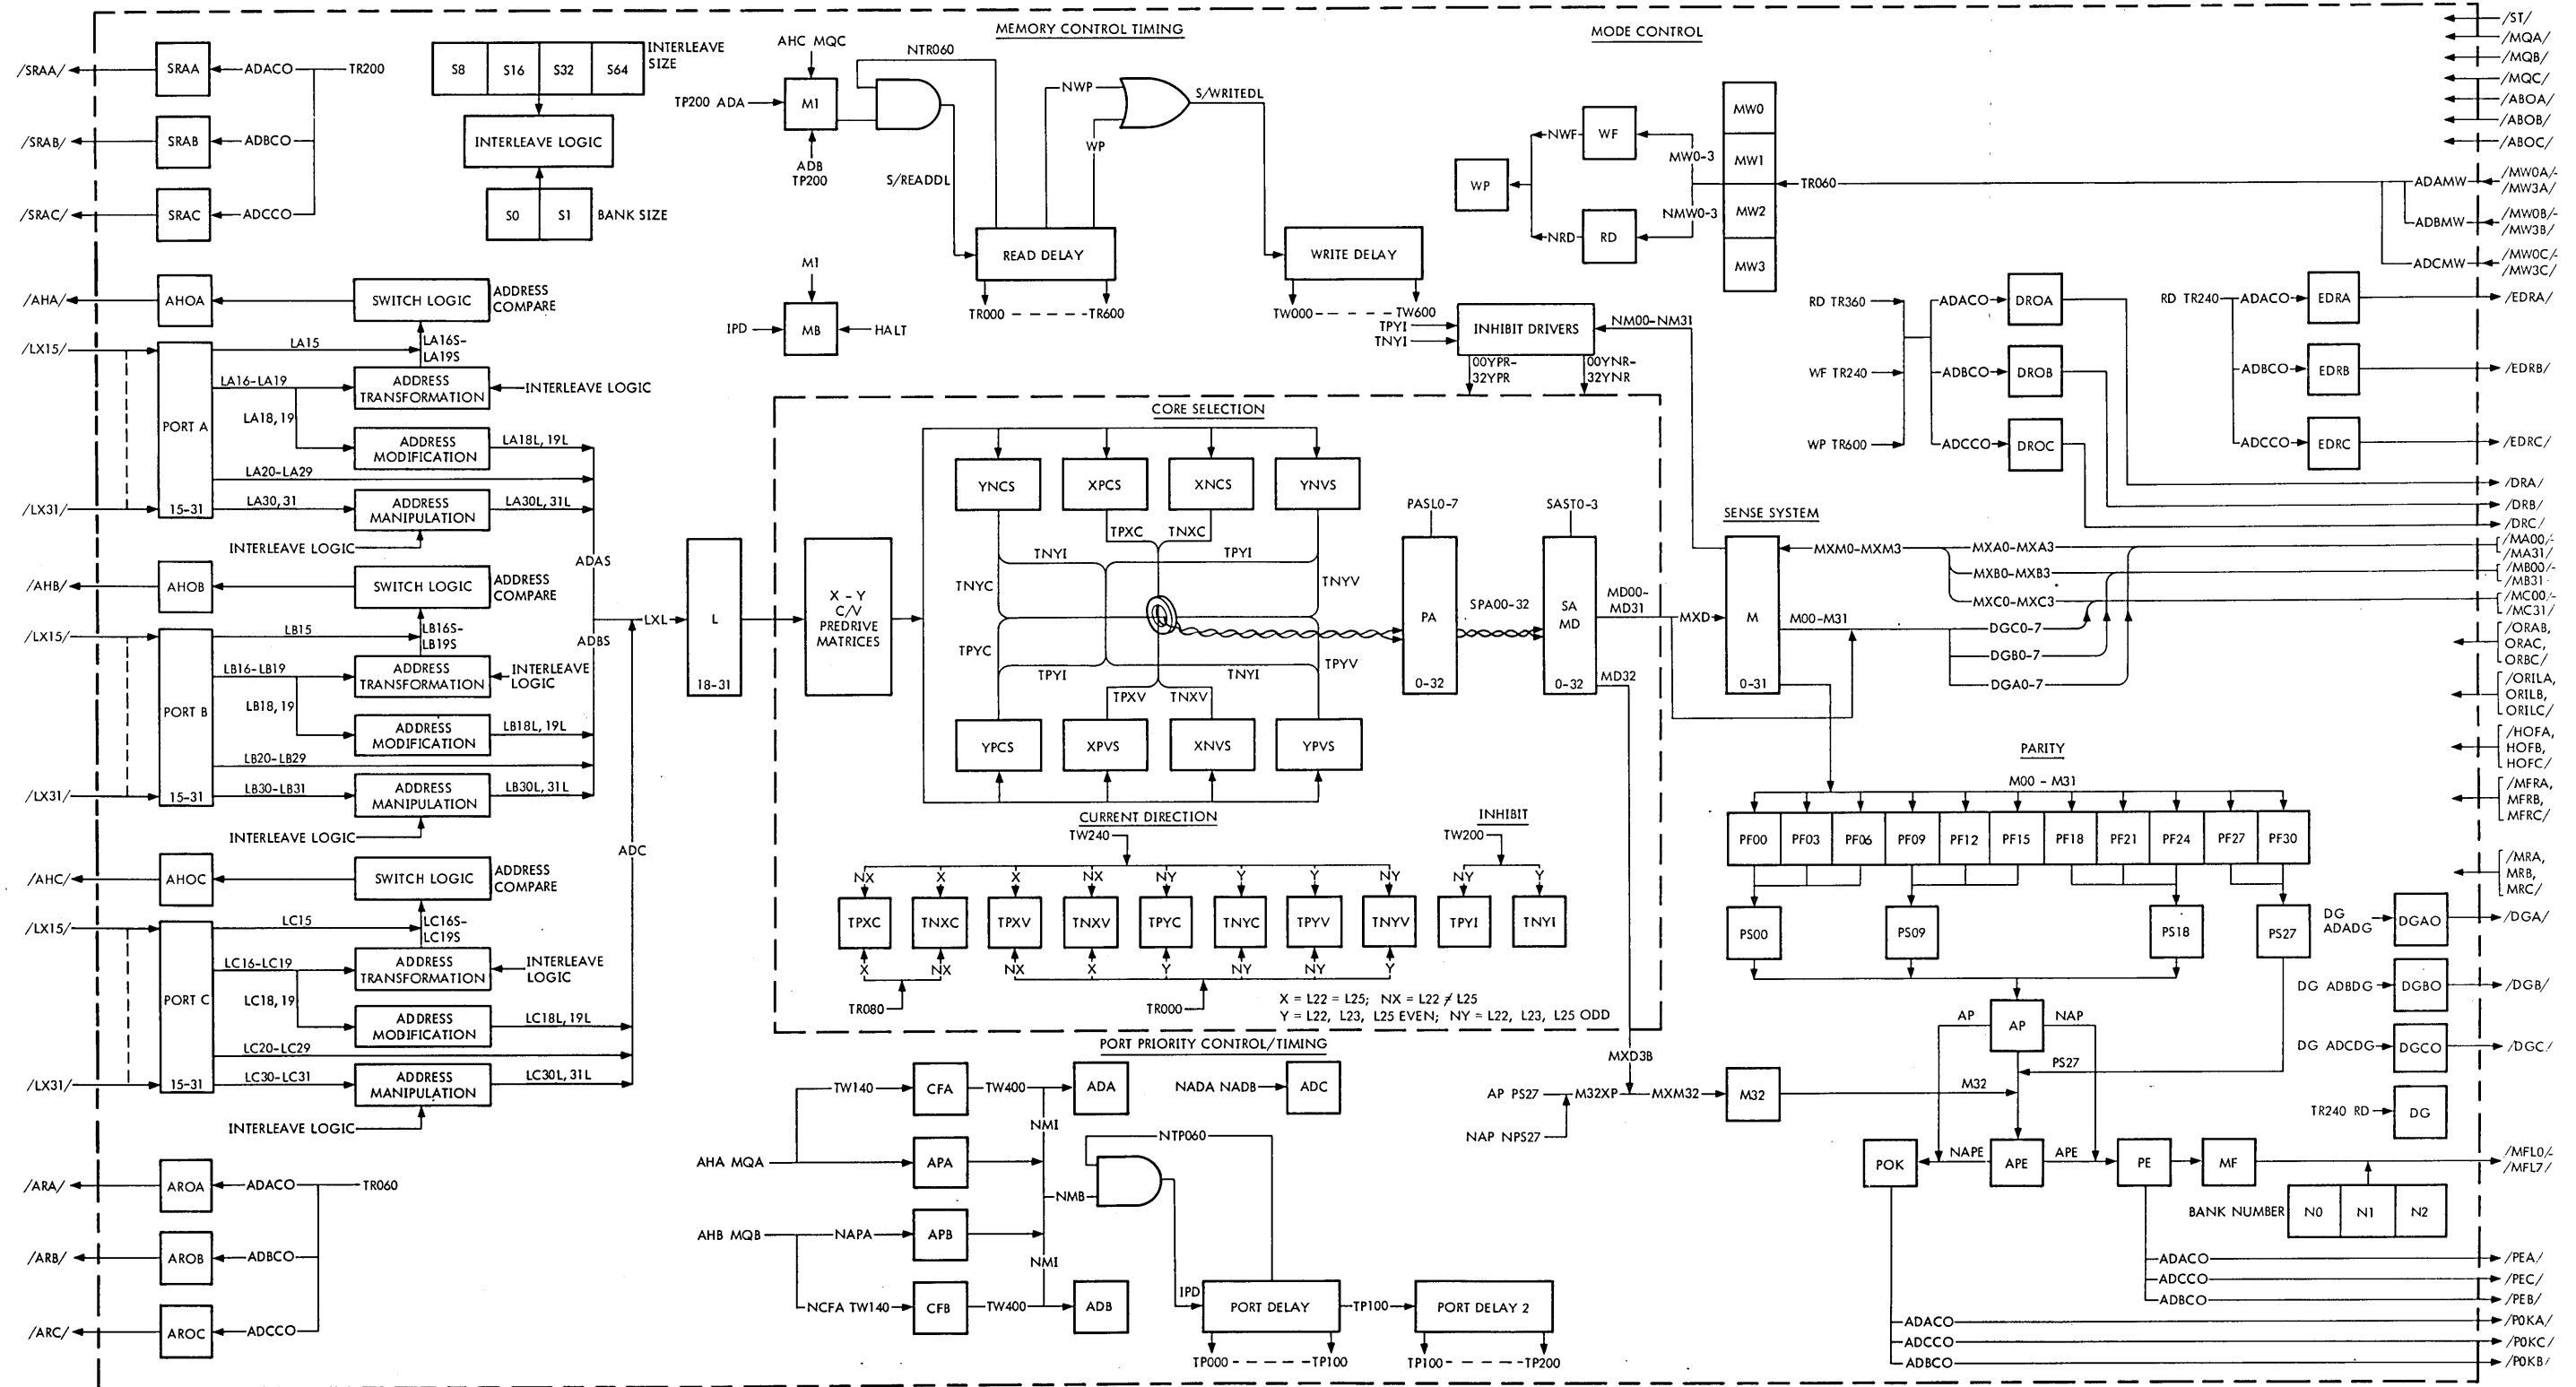 MEMORY CONTROL TIMING
MODE CONTROL
/SRAA/
SRAA
ADACO
TR200
/SRAB/
SRAB
ADBCO
/SRAC/
SRAC
ADCCO
S8 S16 S32 S64
INTERLEAVE
SIZE
INTERLEAVE LOGIC
S0 S1
BANK SIZE
AHC MQC
TP200 ADA
M1
ADB
TP200
NTR060
S/READDL
NWP
WP
S/WRITEDL
READ DELAY
TR000
TR600
WRITE DELAY
TW000
TW600
M1
IPD
MB
HALT
WP
NWF
WF
NRD
RD
MW0-3
NMW0-3
MW0
MW1
MW2
MW3
TR060
ADAMW
ADBMW
ADCMW
/ST/
/MQA/
/MQB/
/MQC/
/ABOA/
/ABOB/
/ABOC/
/MW0A/-
/MW3A/
/MW0B/-
/MW3B/
/MW0C/-
/MW3C/
/AHA/
AHOA
SWITCH LOGIC
ADDRESS
COMPARE
/LX15/
LA15
LA16S-
LA19S
PORT A
15-31
LA16-LA19
ADDRESS
TRANSFORMATION
INTERLEAVE LOGIC
LA18, 19
ADDRESS
MODIFICATION
LA18L, 19L
LA20-LA29
/LX31/
LA30, 31
ADDRESS
MANIPULATION
LA30L, 31L
INTERLEAVE LOGIC
ADAS
/AHB/
AHOB
SWITCH LOGIC
ADDRESS
COMPARE
/LX15/
LB15
LB16S-
LB19S
PORT B
15-31
LB16-LB19
ADDRESS
TRANSFORMATION
INTERLEAVE
LOGIC
LB18, 19
ADDRESS
MODIFICATION
LB18L, 19L
LB20-LB29
/LX31/
LB30-LB31
ADDRESS
MANIPULATION
LB30L, 31L
INTERLEAVE LOGIC
ADBS
ADC
/AHC/
AHOC
SWITCH LOGIC
ADDRESS
COMPARE
/LX15/
LC15
LC16S-
LC19S
PORT C
15-31
LC16-LC19
ADDRESS
TRANSFORMATION
INTERLEAVE
LOGIC
LC18, 19
ADDRESS
MODIFICATION
LC18L, 19L
LC20-LC29
/LX31/
LC30-LC31
ADDRESS
MANIPULATION
LC30L, 31L
INTERLEAVE LOGIC
/ARA/
AROA
ADACO
TR060
/ARB/
AROB
ADBCO
/ARC/
AROC
ADCCO
LXL
L
18-31
TPYI
TNYI
INHIBIT DRIVERS
NM00-NM31
00YPR-
32YPR
00YNR-
32YNR
CORE SELECTION
X - Y
C/V
PREDRIVE
MATRICES
YNCS
XPCS
XNCS
YNVS
TPXC
TNXC
TNYI
TPYI
TNYC
TNYV
TPYC
TPYV
TPYI
TNYI
TPXV
TNXV
YPCS
XPVS
XNVS
YPVS
PASL0-7
PA
0-32
SPA00-32
SAST0-3
SA
MD
0-32
MD00-
MD31
MD32
CURRENT DIRECTION
TW240
NX X X NX NY Y Y NY
TPXC TNXC TPXV TNXV TPYC TNYC TPYV TNYV
X NX NX X Y NY NY Y
TR080
TR000
INHIBIT
TW200
NY Y
TPYI TNYI
X = L22 = L25; NX = L22 ≠ L25
Y = L22, L23, L25 EVEN; NY = L22, L23, L25 ODD
PORT PRIORITY CONTROL/TIMING
TW140
CFA
TW400
ADA
NADA NADB
ADC
NMI
AHA MQA
APA
NTP060
NMB
AHB MQB
NAPA
APB
NMI
NCFA TW140
CFB
TW400
ADB
IPD
PORT DELAY
TP100
PORT DELAY 2
TP000
TP100
TP100
TP200
RD TR360
WF TR240
WP TR600
ADACO
DROA
ADBCO
DROB
ADCCO
DROC
RD TR240
ADACO
EDRA
/EDRA/
ADBCO
EDRB
/EDRB/
ADCCO
EDRC
/EDRC/
/DRA/
/DRB/
/DRC/
SENSE SYSTEM
MXD
M
0-31
MXM0-MXM3
MXA0-MXA3
MXB0-MXB3
MXC0-MXC3
M00-M31
DGC0-7
DGB0-7
DGA0-7
/MA00/-
/MA31/
/MB00/-
/MB31
/MC00/-
/MC31/
/ORAB,
ORAC,
ORBC/
/ORILA,
ORILB,
ORILC/
/HOFA,
HOFB,
HOFC/
/MFRA,
MFRB,
MFRC/
/MRA,
MRB,
MRC/
PARITY
M00 - M31
PF00 PF03 PF06 PF09 PF12 PF15 PF18 PF21 PF24 PF27 PF30
PS00
PS09
PS18
PS27
AP
AP
NAP
PS27
M32
MXD3B
AP PS27
M32XP
MXM32
M32
NAP NPS27
POK
NAPE
APE
APE
PE
MF
/MFL0/-
/MFL7/
BANK NUMBER
N0 N1 N2
DG
ADADG
DGAO
/DGA/
DG ADBDG
DGBO
/DGB/
DG ADCDG
DGCO
/DGC/
TR240 RD
DG
ADACO
/PEA/
ADCCO
/PEC/
ADBCO
/PEB/
ADACO
/POKA/
ADCCO
/POKC/
ADBCO
/POKB/